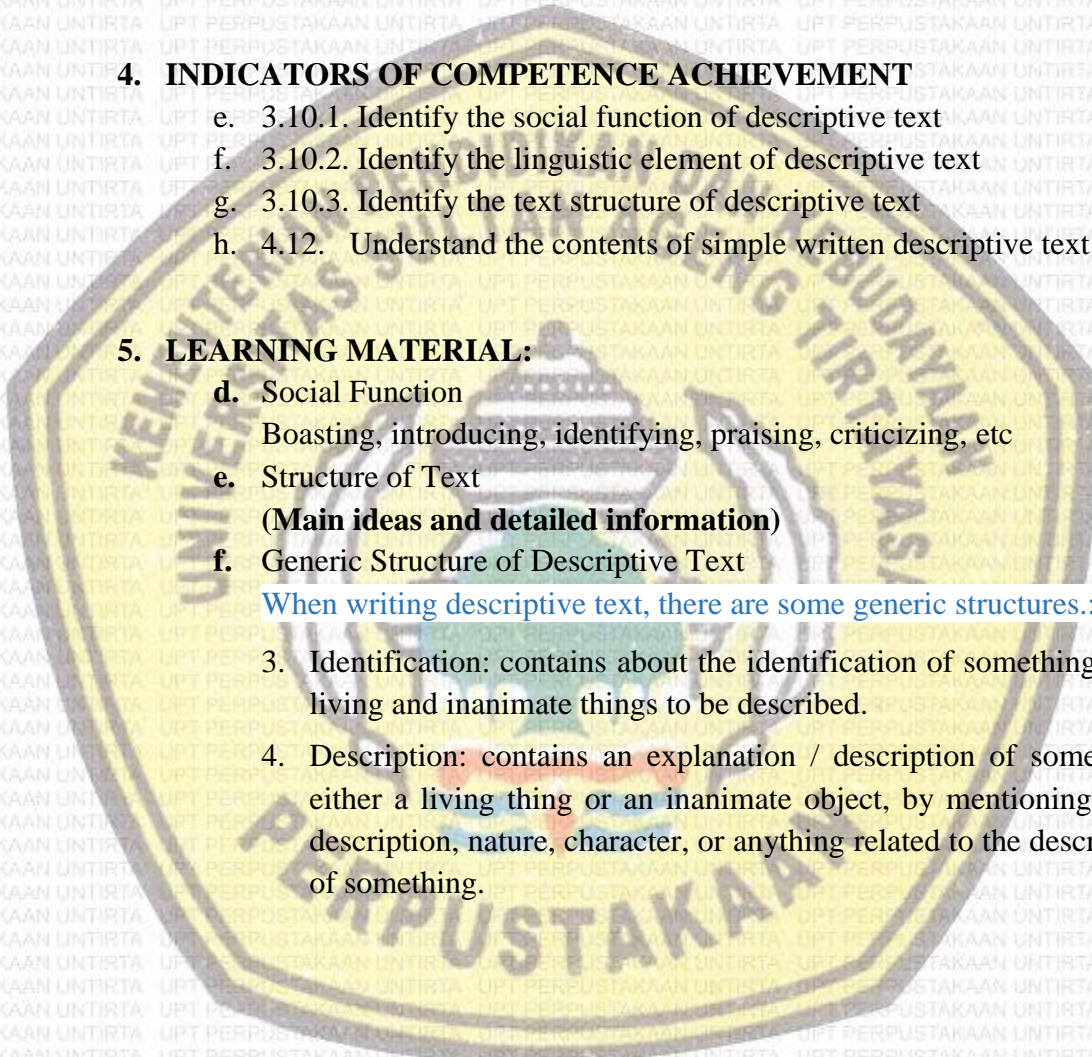 4. INDICATORS OF COMPETENCE ACHIEVEMENT
e. 3.10.1. Identify the social function of descriptive text
f. 3.10.2. Identify the linguistic element of descriptive text
g. 3.10.3. Identify the text structure of descriptive text
h. 4.12. Understand the contents of simple written descriptive text
5. LEARNING MATERIAL:
d. Social Function
Boasting, introducing, identifying, praising, criticizing, etc
e. Structure of Text
(Main ideas and detailed information)
f. Generic Structure of Descriptive Text
When writing descriptive text, there are some generic structures.:
3. Identification: contains about the identification of something
living and inanimate things to be described.
4. Description: contains an explanation / description of some
either a living thing or an inanimate object, by mentioning
description, nature, character, or anything related to the descr
of something.
PERPUSTAKAAN